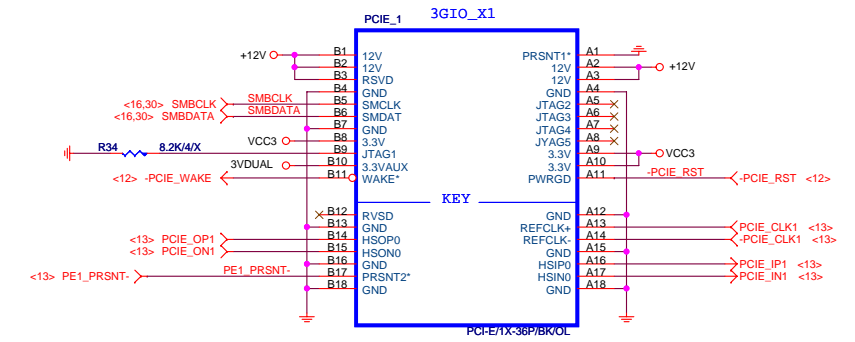 3GIO_X1
PCIE_1
+12V B1 12V PRSNT1* A1
B2 12V 12V A2 +12V
B3 RSVD 12V A3
B4 GND GND A4
<16,30> SMBCLK SMBCLK B5 SMCLK JTAG2 A5
<16,30> SMBDATA SMBDATA B6 SMDAT JTAG3 A6
B7 GND JTAG4 A7
VCC3 B8 3.3V JYAG5 A8
R34 8.2K/4/X B9 JTAG1 3.3V A9 VCC3
3VDUAL B10 3.3VAUX 3.3V A10
<12> -PCIE_WAKE B11 WAKE* PWRGD A11 -PCIE_RST -PCIE_RST <12>
KEY
B12 RVSD GND A12
B13 GND REFCLK+ A13 PCIE_CLK1 <13>
<13> PCIE_OP1 B14 HSOP0 REFCLK- A14 -PCIE_CLK1 <13>
<13> PCIE_ON1 B15 HSON0 GND A15
B16 GND HSIP0 A16 PCIE_IP1 <13>
<13> PE1_PRSNT- PE1_PRSNT- B17 PRSNT2* HSIN0 A17 PCIE_IN1 <13>
B18 GND GND A18
PCI-E/1X-36P/BK/OL